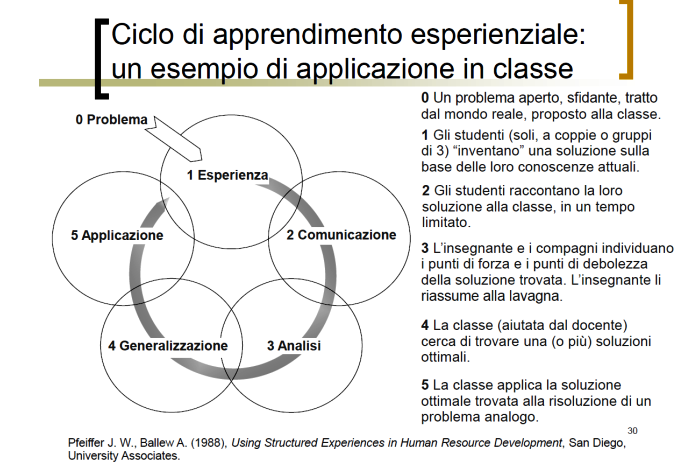 Ciclo di apprendimento esperienziale:
un esempio di applicazione in classe
0 Problema
1 Esperienza
2 Comunicazione
3 Analisi
4 Generalizzazione
5 Applicazione
0 Un problema aperto, sfidante, tratto
dal mondo reale, proposto alla classe.
1 Gli studenti (soli, a coppie o gruppi
di 3) “inventano” una soluzione sulla
base delle loro conoscenze attuali.
2 Gli studenti raccontano la loro
soluzione alla classe, in un tempo
limitato.
3 L’insegnante e i compagni individuano
i punti di forza e i punti di debolezza
della soluzione trovata. L’insegnante li
riassume alla lavagna.
4 La classe (aiutata dal docente)
cerca di trovare una (o più) soluzioni
ottimali.
5 La classe applica la soluzione
ottimale trovata alla risoluzione di un
problema analogo.
30
Pfeiffer J. W., Ballew A. (1988), Using Structured Experiences in Human Resource Development, San Diego,
University Associates.